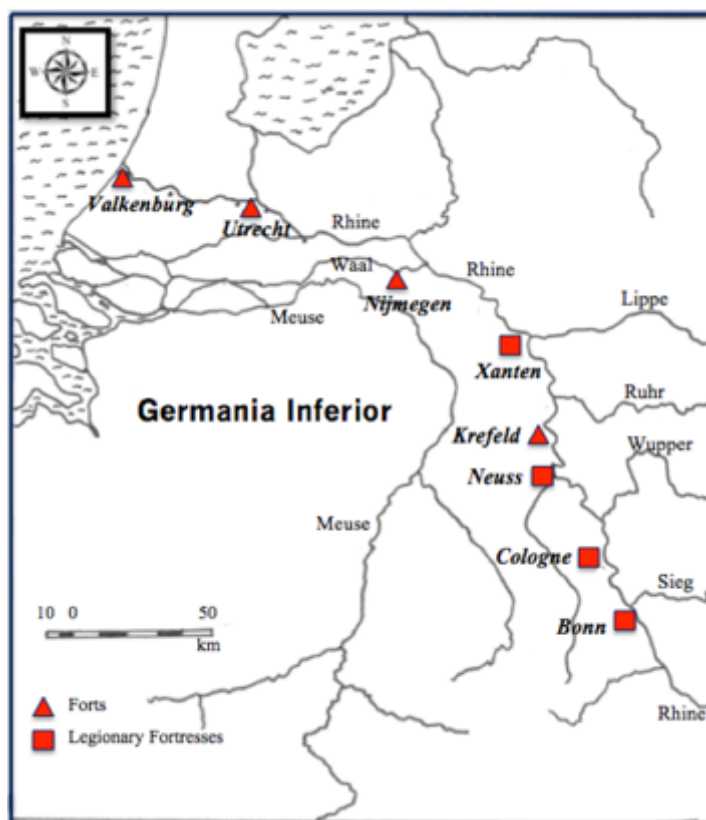 N
W E
S
Valkenburg
Utrecht
Rhine
Waal
Rhine
Nijmegen
Meuse
Lippe
Xanten
Germania Inferior
Ruhr
Krefeld
Wupper
Neuss
Meuse
Cologne
Sieg
10 0 50
km
Bonn
Forts
Rhine
Legionary Fortresses